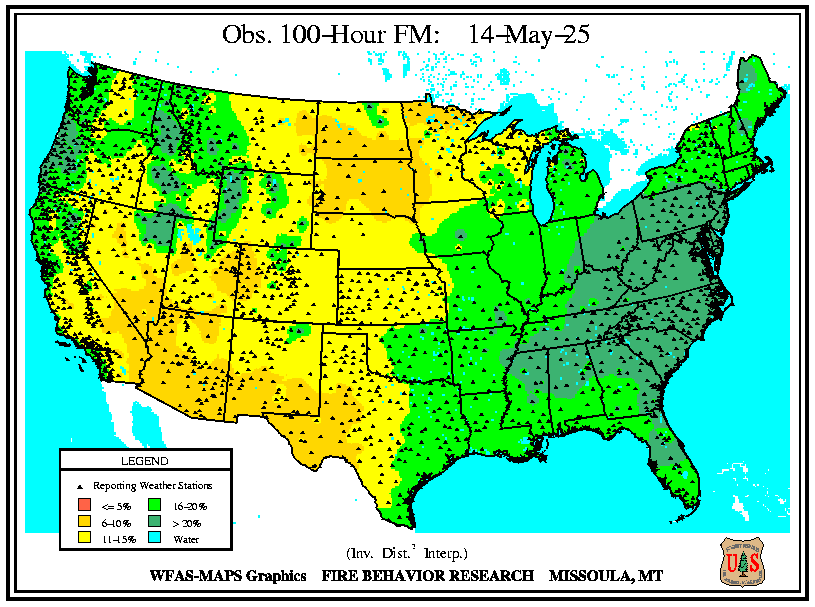 Obs. 100-Hour FM: 14-May-25
LEGEND
Reporting Weather Stations
<= 5% 16-20%
6-10% > 20%
11-15% Water
(Inv. Dist.² Interp.)
WFAS-MAPS Graphics FIRE BEHAVIOR RESEARCH MISSOULA, MT
U S